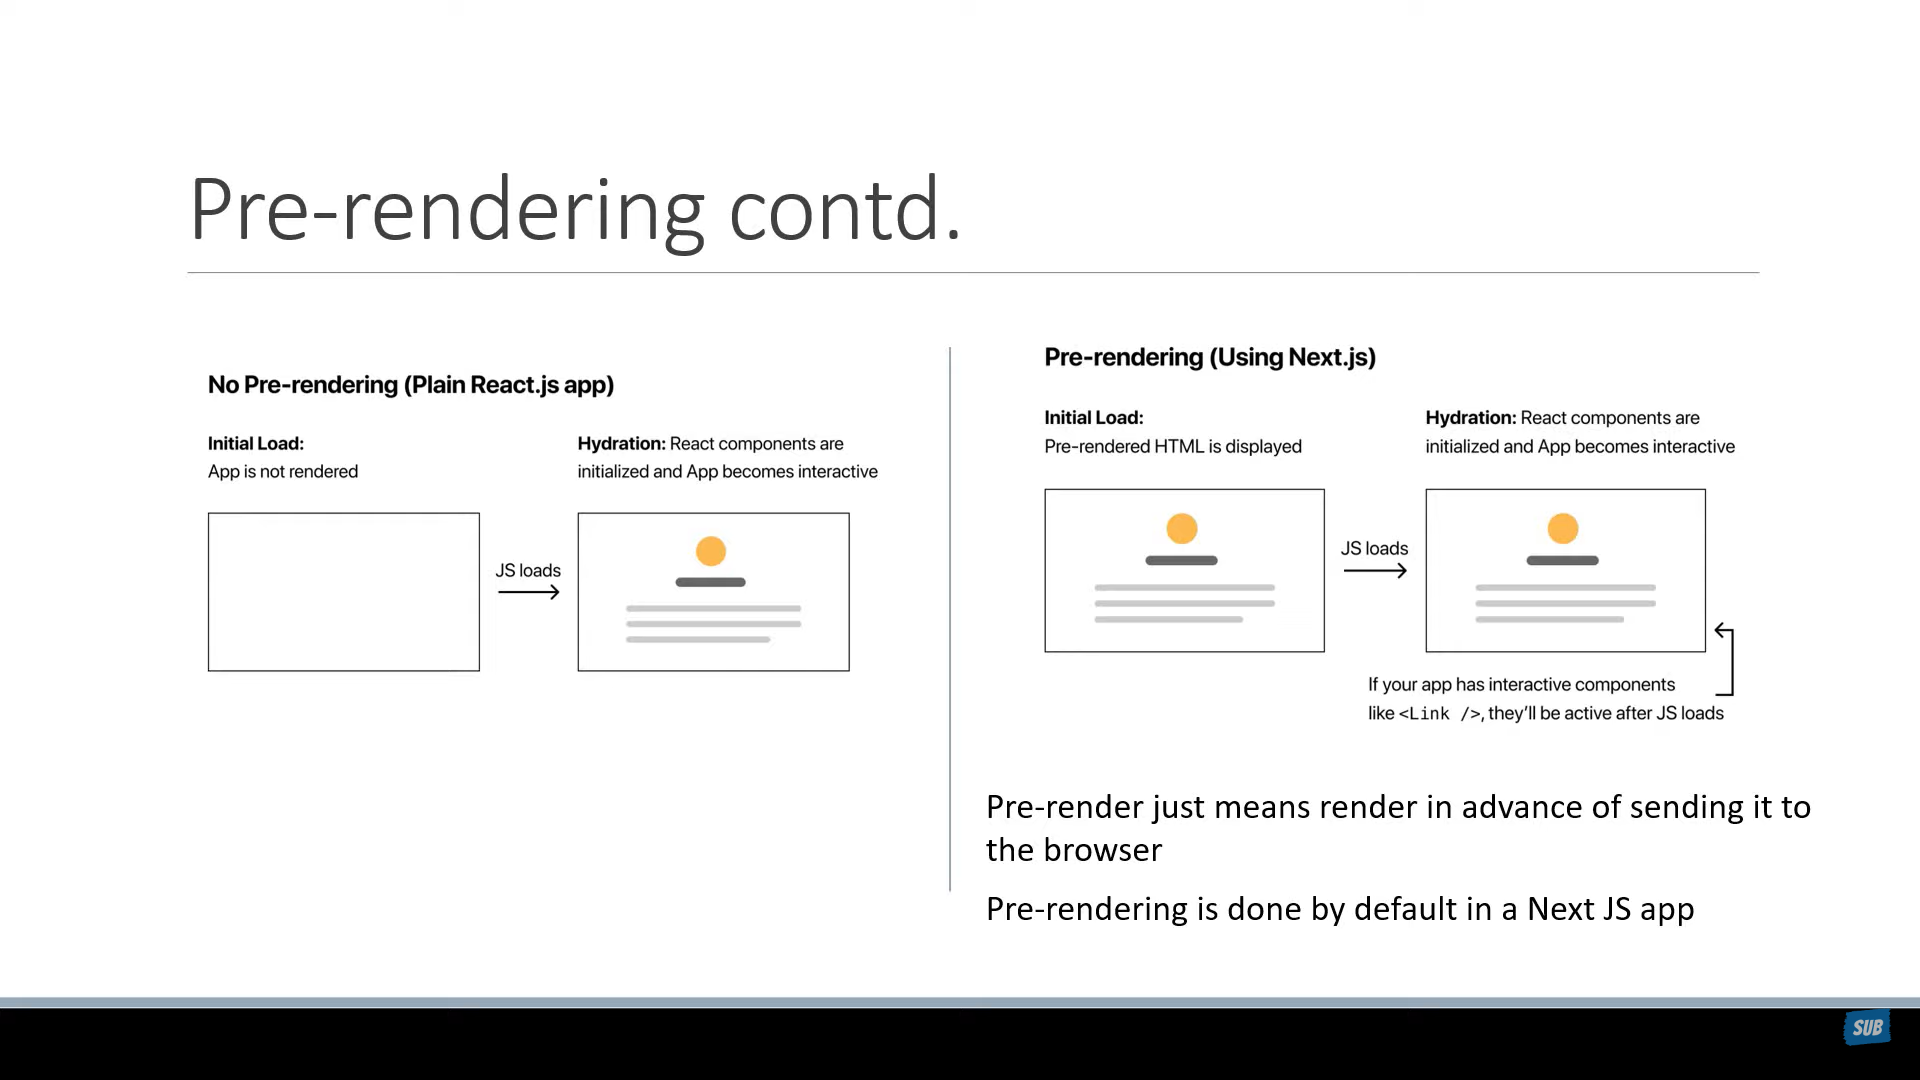 Pre-rendering contd.
No Pre-rendering (Plain React.js app)
Initial Load:
App is not rendered
Hydration: React components are
initialized and App becomes interactive
JS loads
Pre-rendering (Using Next.js)
Initial Load:
Pre-rendered HTML is displayed
Hydration: React components are
initialized and App becomes interactive
JS loads
If your app has interactive components
like <Link />, they'll be active after JS loads
Pre-render just means render in advance of sending it to
the browser
Pre-rendering is done by default in a Next JS app
SUB